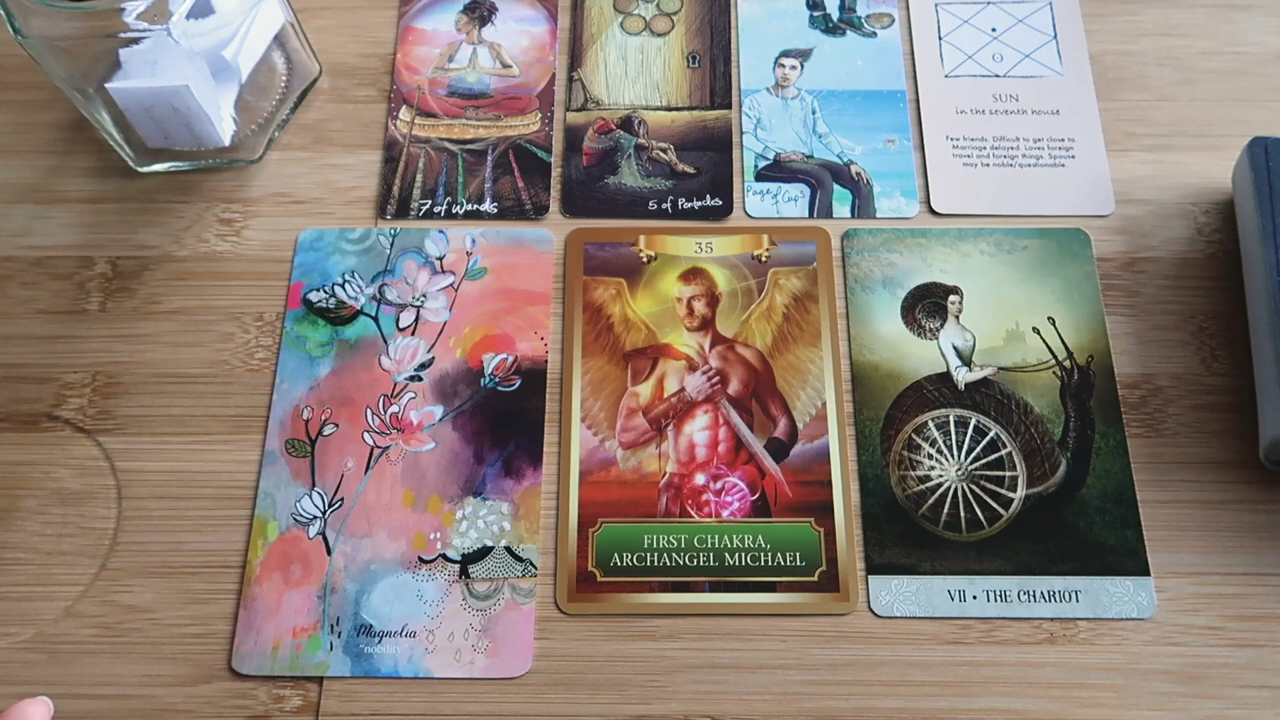 7 of Wands
5 of Pentacles
Page of Cups
SUN
in the seventh house
Few friends. Difficult to get close to.
Marriage delayed. Loves foreign
travel and foreign things. Spouse
may be noble/questionable.
Magnolia
"nobility"
35
FIRST CHAKRA,
ARCHANGEL MICHAEL
VII • THE CHARIOT